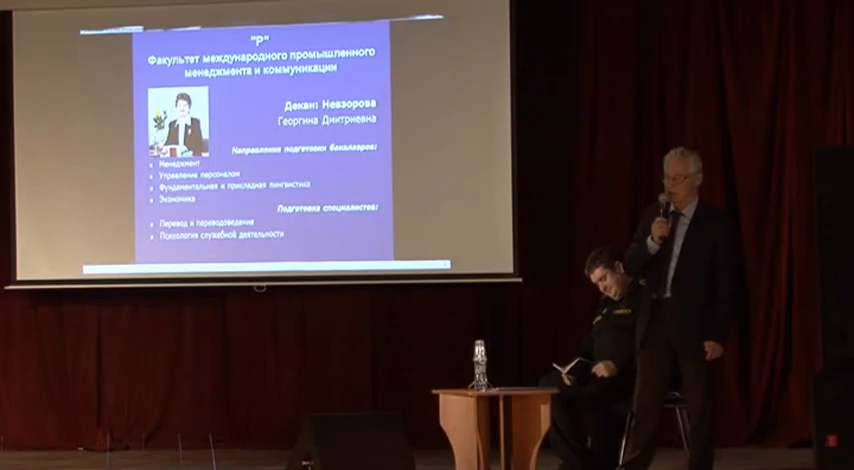 "Р"
Факультет международного промышленного
менеджмента и коммуникации
Декан: Невзорова
Георгина Дмитриевна
Направления подготовки бакалавров:
Менеджмент
Управление персоналом
Фундаментальная и прикладная лингвистика
Экономика
Подготовка специалистов:
Перевод и переводоведение
Психология служебной деятельности